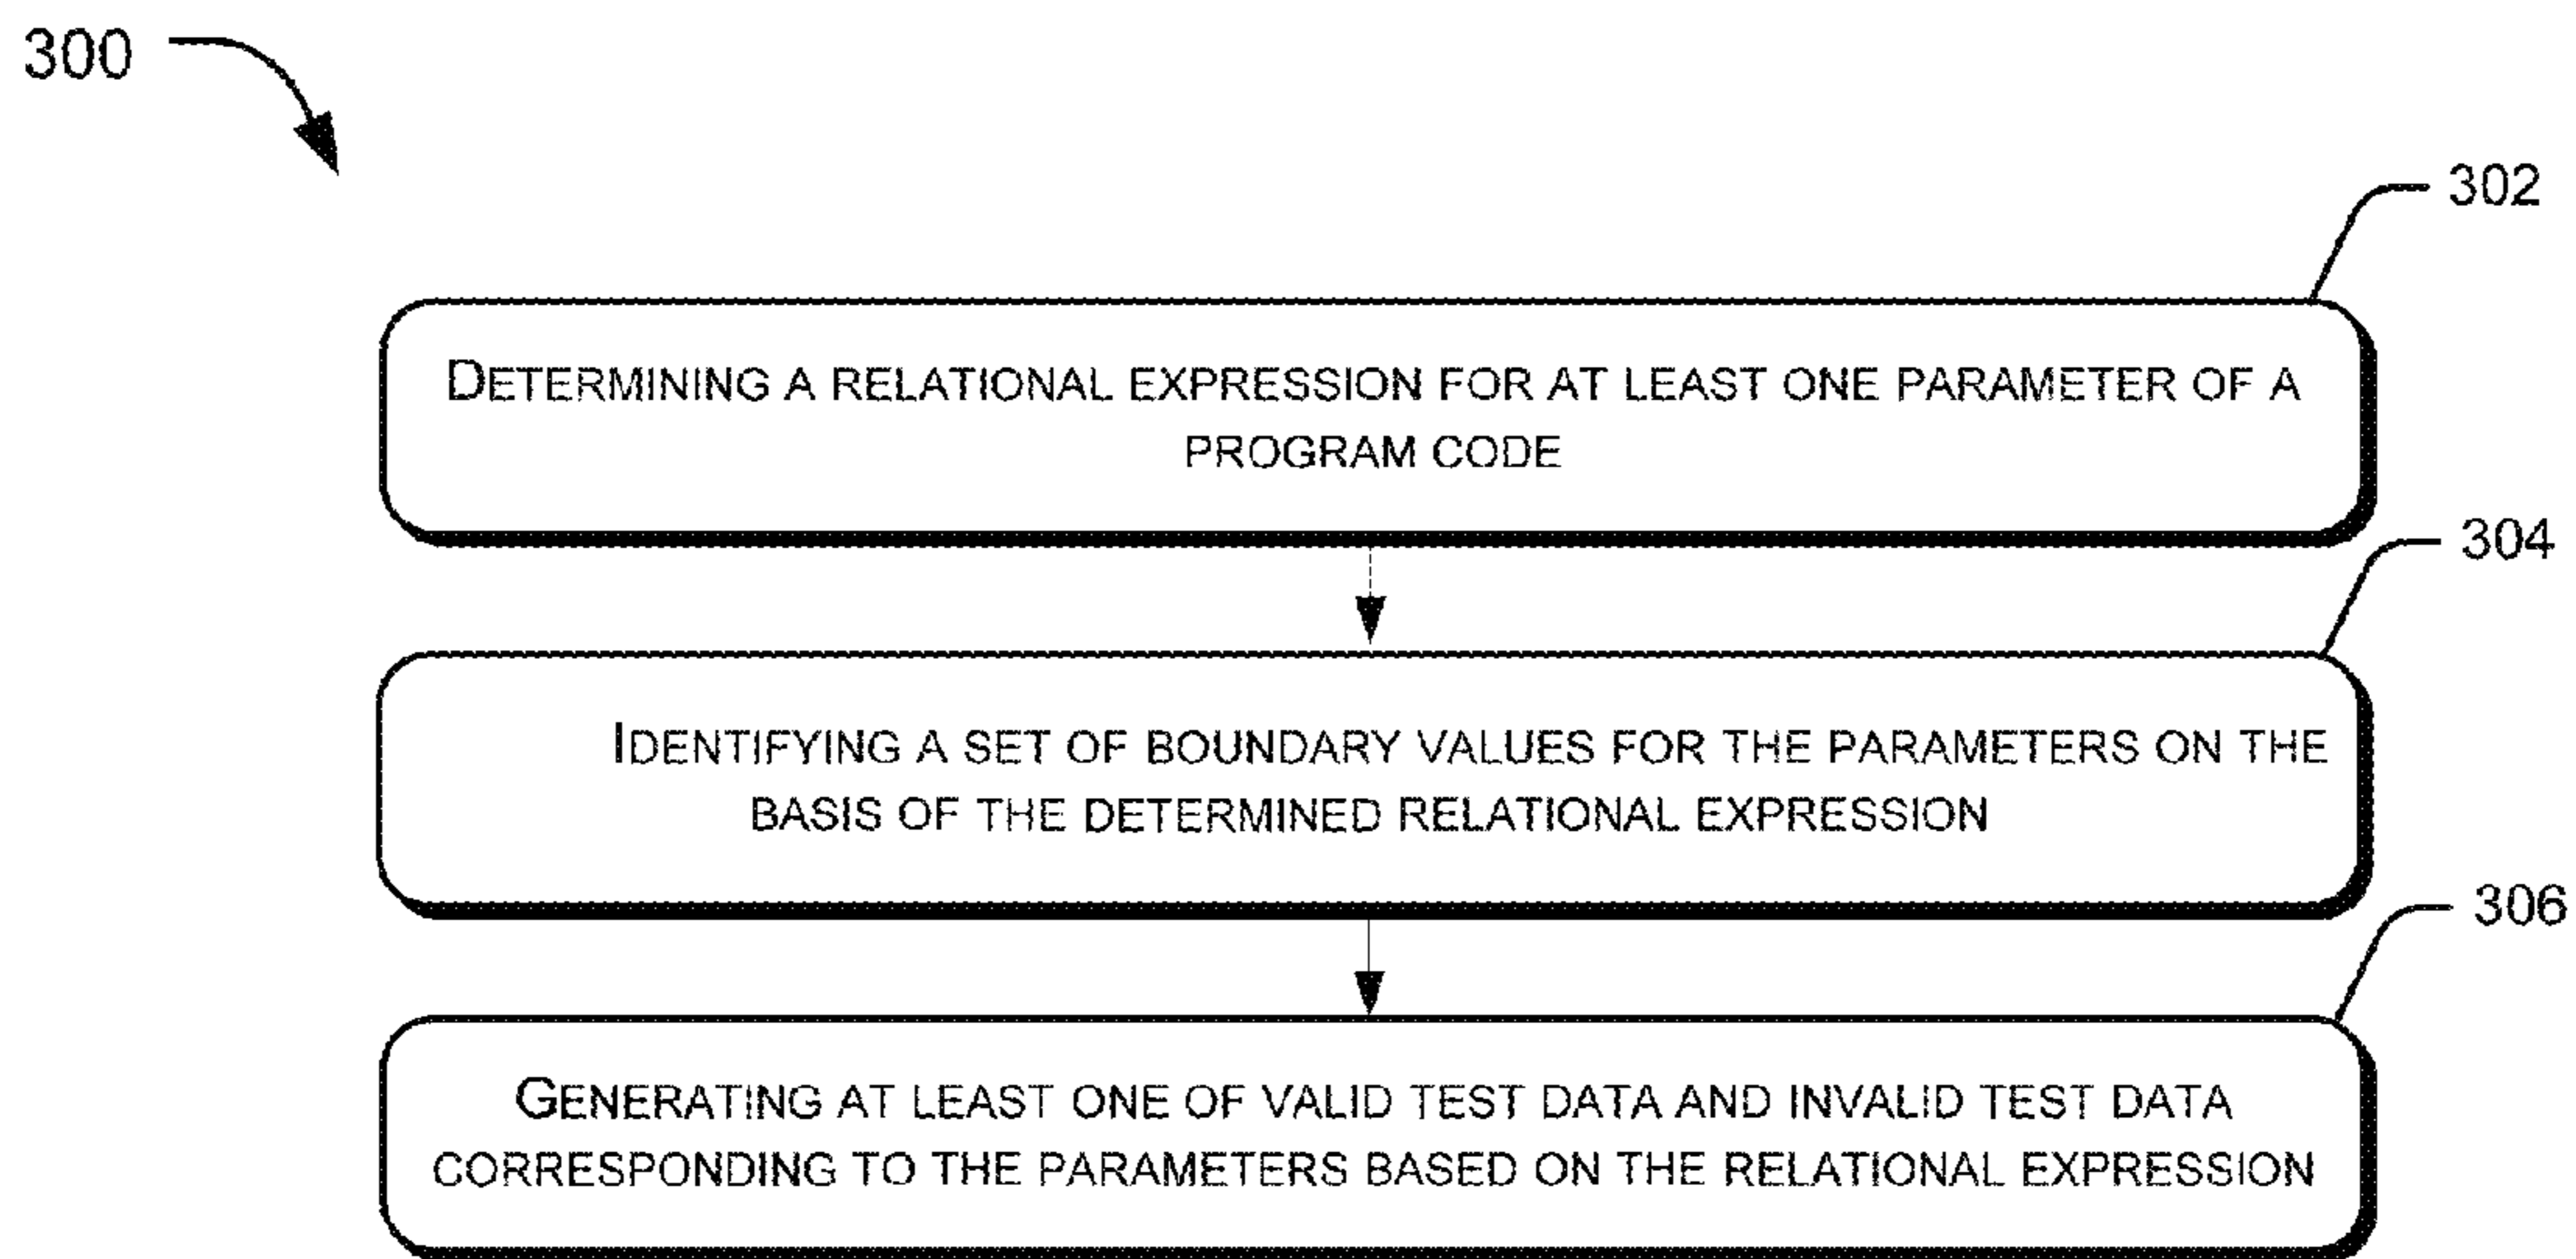 300
302
DETERMINING A RELATIONAL EXPRESSION FOR AT LEAST ONE PARAMETER OF A
PROGRAM CODE
304
IDENTIFYING A SET OF BOUNDARY VALUES FOR THE PARAMETERS ON THE
BASIS OF THE DETERMINED RELATIONAL EXPRESSION
306
GENERATING AT LEAST ONE OF VALID TEST DATA AND INVALID TEST DATA
CORRESPONDING TO THE PARAMETERS BASED ON THE RELATIONAL EXPRESSION